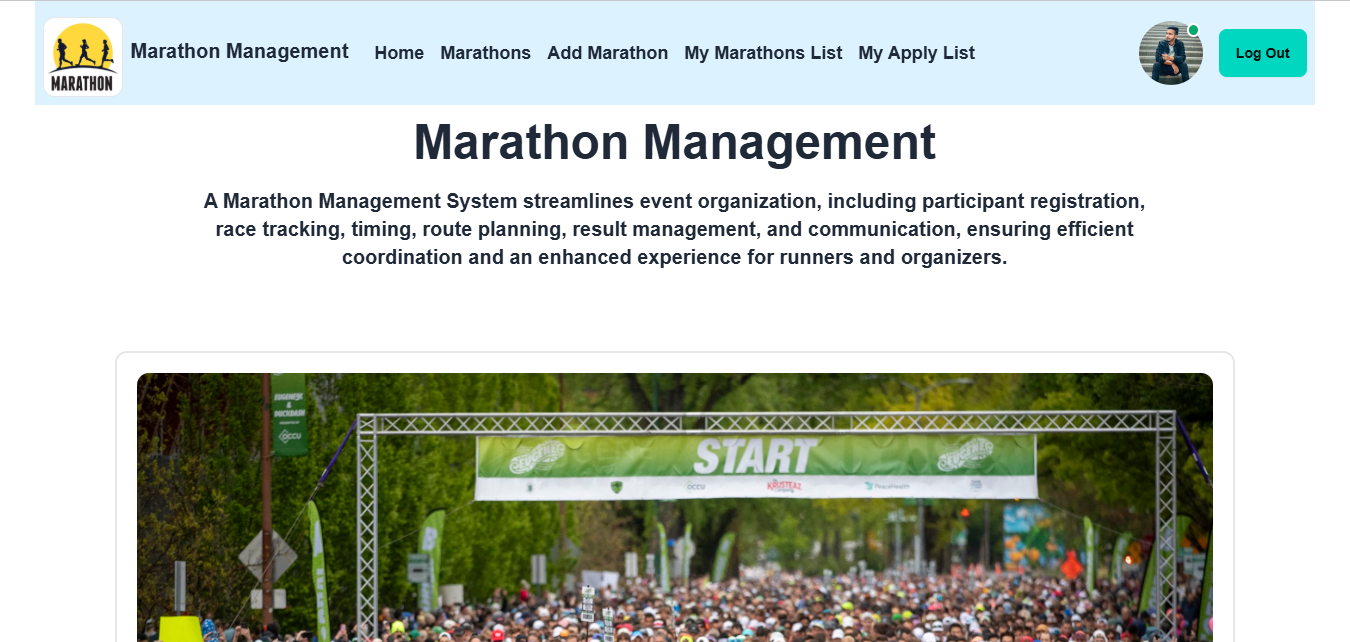 MARATHON
Marathon Management
Home
Marathons
Add Marathon
My Marathons List
My Apply List
Log Out
Marathon Management
A Marathon Management System streamlines event organization, including participant registration,
race tracking, timing, route planning, result management, and communication, ensuring efficient
coordination and an enhanced experience for runners and organizers.
START
OCCU
OCCU
KRUSTEAZ
PeaceHealth